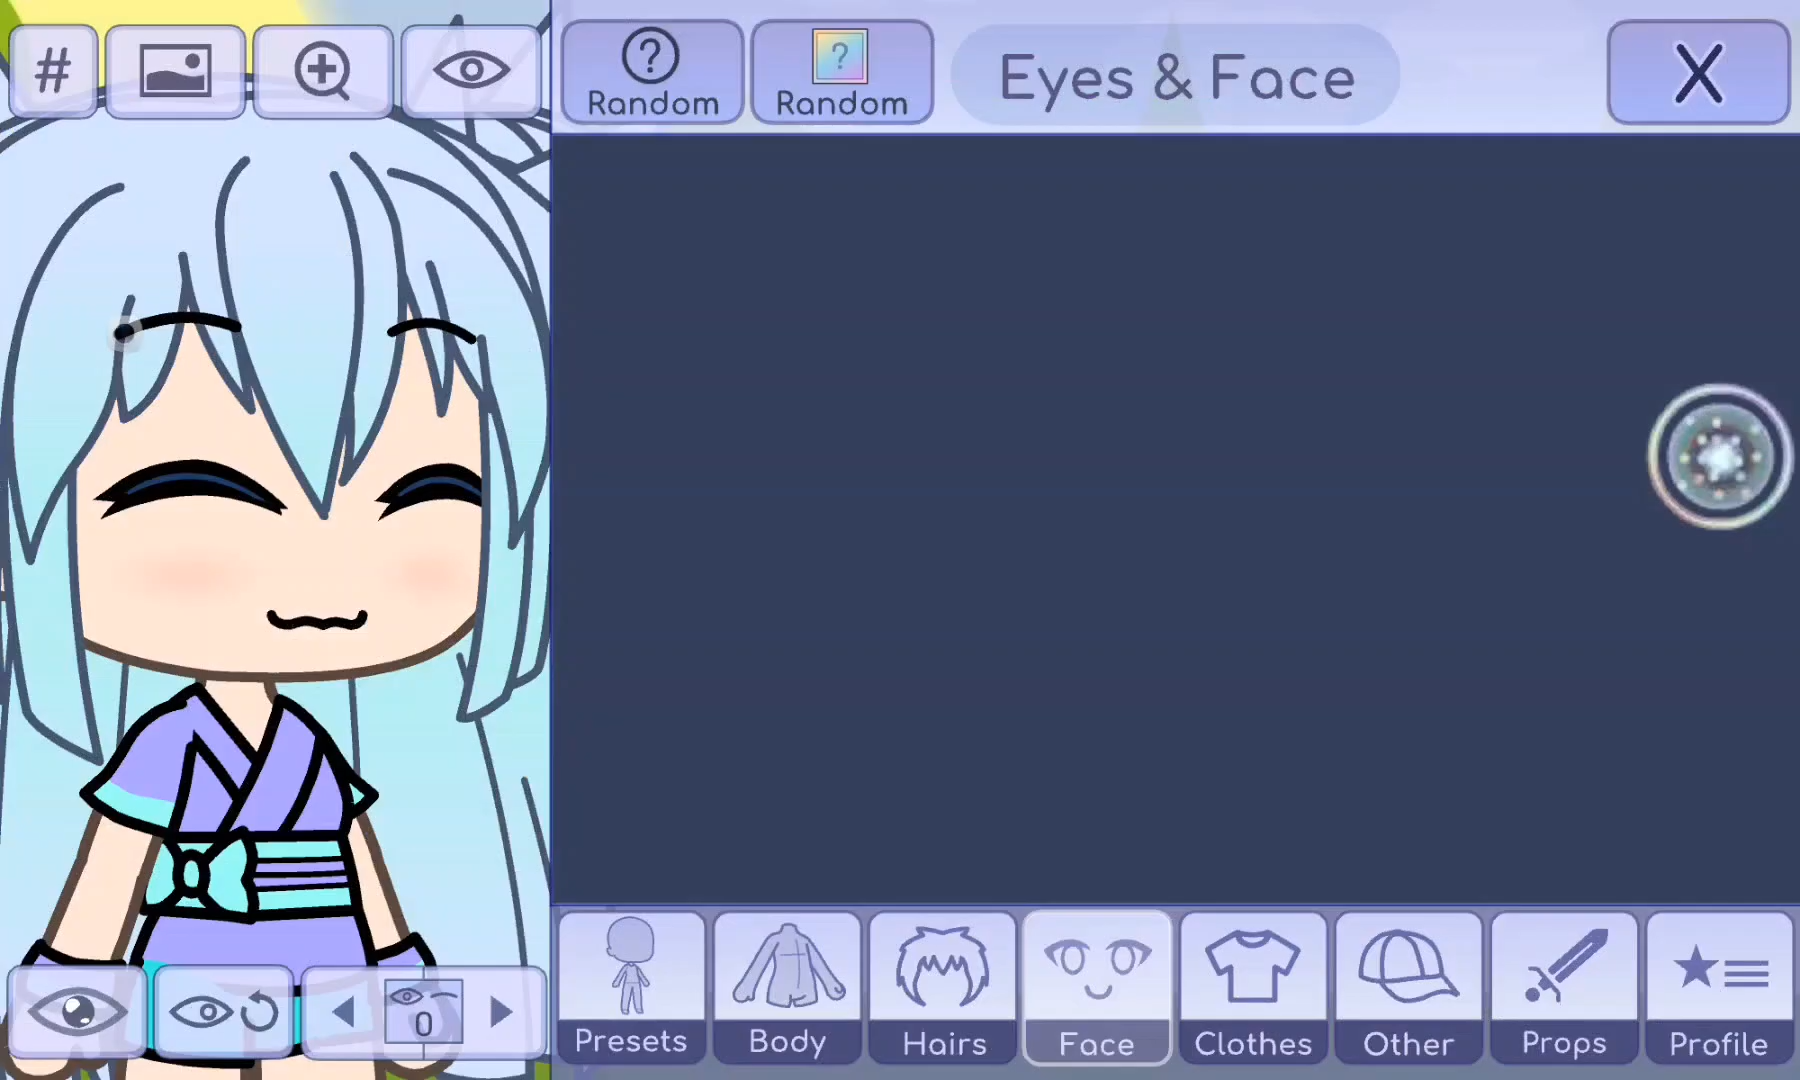 #
? Random
? Random
Eyes & Face
X
0
Presets
Body
Hairs
Face
Clothes
Other
Props
Profile